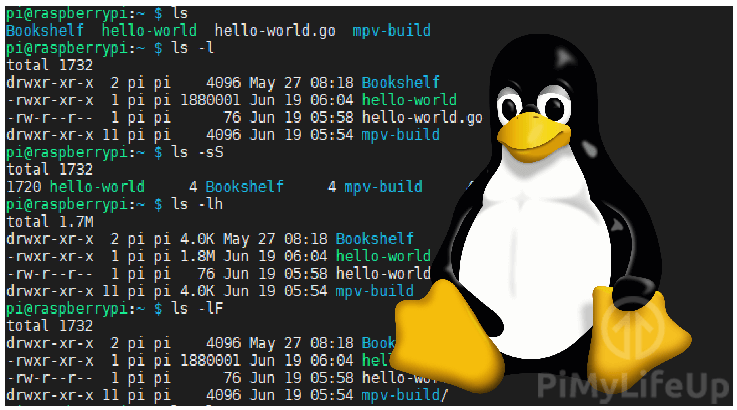 pi@raspberrypi:~ $ ls
Bookshelf  hello-world  hello-world.go  mpv-build
pi@raspberrypi:~ $ ls -l
total 1732
drwxr-xr-x  2 pi pi    4096 May 27 08:18 Bookshelf
-rwxr-xr-x  1 pi pi 1880001 Jun 19 06:04 hello-world
-rw-r--r--  1 pi pi      76 Jun 19 05:58 hello-world.go
drwxr-xr-x 11 pi pi    4096 Jun 19 05:54 mpv-build
pi@raspberrypi:~ $ ls -sS
total 1732
1720 hello-world     4 Bookshelf     4 mpv-build
pi@raspberrypi:~ $ ls -lh
total 1.7M
drwxr-xr-x  2 pi pi 4.0K May 27 08:18 Bookshelf
-rwxr-xr-x  1 pi pi 1.8M Jun 19 06:04 hello-world
-rw-r--r--  1 pi pi   76 Jun 19 05:58 hello-world
drwxr-xr-x 11 pi pi 4.0K Jun 19 05:54 mpv-build
pi@raspberrypi:~ $ ls -lF
total 1732
drwxr-xr-x  2 pi pi    4096 May 27 08:18
-rwxr-xr-x  1 pi pi 1880001 Jun 19 06:04
-rw-r--r--  1 pi pi      76 Jun 19 05:58
drwxr-xr-x 11 pi pi    4096 Jun 19 05:54 mpv-build/
PiMyLifeUp